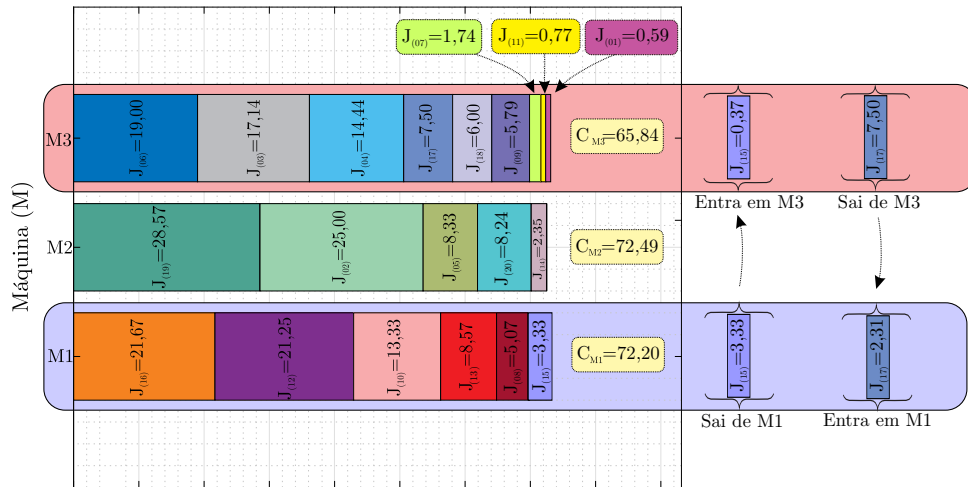 J(07)=1,74
J(11)=0,77
J(01)=0,59
Máquina (M)
M3
J(06)=19,00
J(03)=17,14
J(04)=14,44
J(17)=7,50
J(18)=6,00
J(09)=5,79
CM3=65,84
J(15)=0,37
J(17)=7,50
Entra em M3
Sai de M3
M2
J(19)=28,57
J(02)=25,00
J(05)=8,33
J(20)=8,24
J(14)=2,35
CM2=72,49
M1
J(16)=21,67
J(12)=21,25
J(10)=13,33
J(13)=8,57
J(08)=5,07
J(15)=3,33
CM1=72,20
J(15)=3,33
J(17)=2,31
Sai de M1
Entra em M1